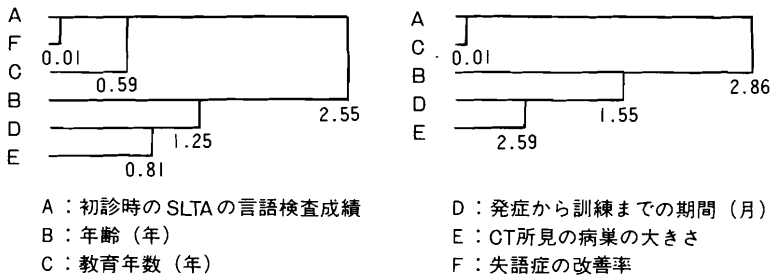 A
F
0.01
C
0.59
B
2.55
D
1.25
E
0.81
A
C
0.01
B
2.86
D
1.55
E
2.59
A：初診時のSLTAの言語検査成績
B：年齢（年）
C：教育年数（年）
D：発症から訓練までの期間（月）
E：CT所見の病巣の大きさ
F：失語症の改善率